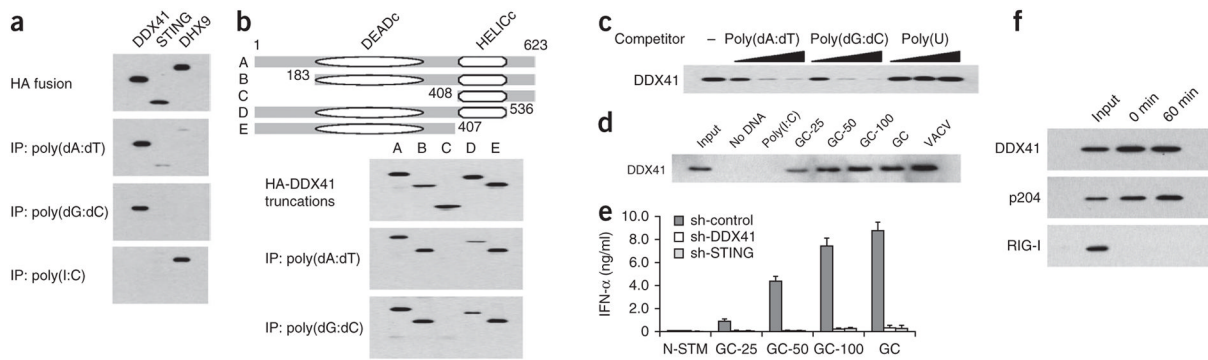 a
DDX41
STING
DHX9
HA fusion
IP: poly(dA:dT)
IP: poly(dG:dC)
IP: poly(I:C)
b
DEADc
HELICc
1
623
A
183
B
408
C
536
D
E
407
A B C D E
HA-DDX41
truncations
IP: poly(dA:dT)
IP: poly(dG:dC)
c
Competitor – Poly(dA:dT) Poly(dG:dC) Poly(U)
DDX41
d
Input
No DNA
Poly(I:C)
GC-25
GC-50
GC-100
GC
VACV
DDX41
e
IFN-α (ng/ml)
10.0
8.0
6.0
4.0
2.0
0
sh-control
sh-DDX41
sh-STING
N-STM GC-25 GC-50 GC-100 GC
f
Input
0 min
60 min
DDX41
p204
RIG-I